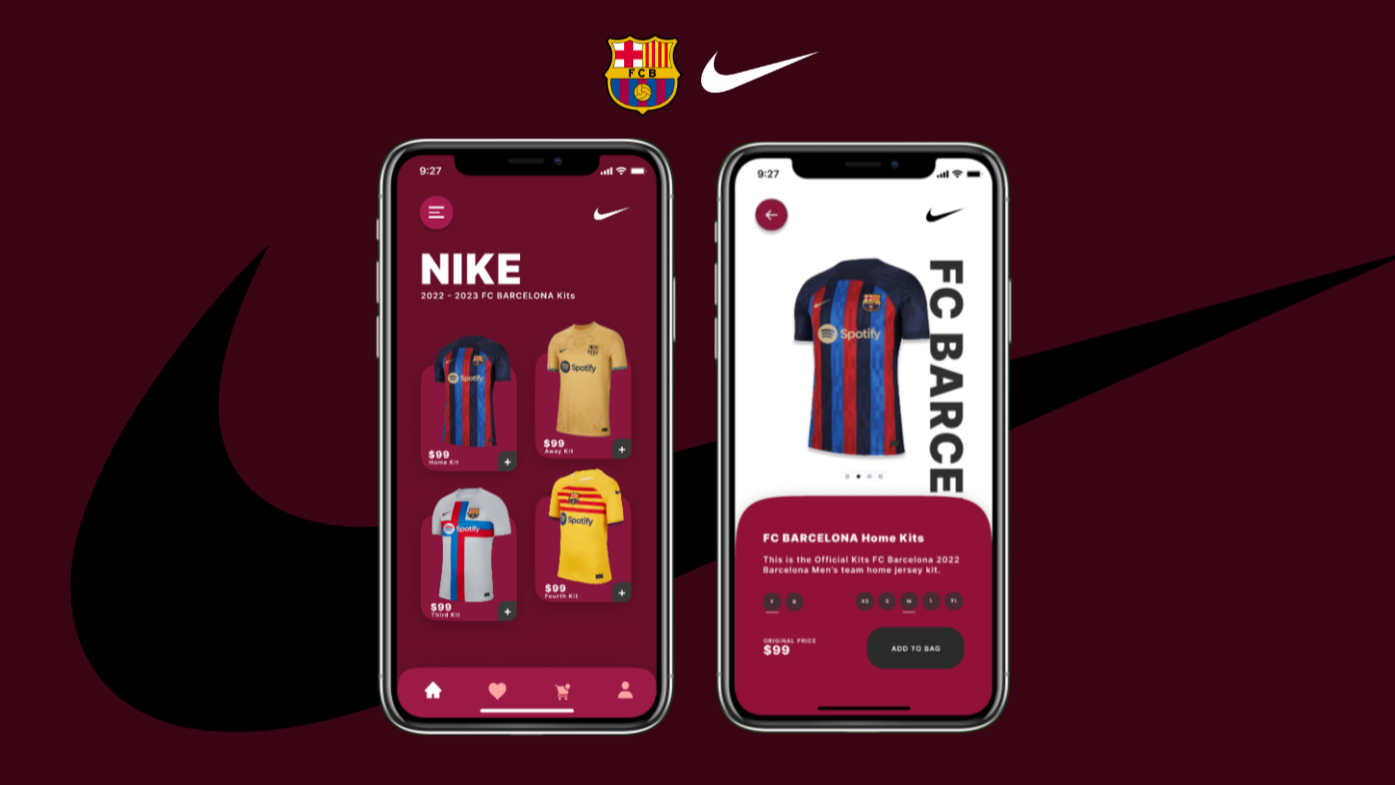 FCB
9:27
NIKE
2022 - 2023 FC BARCELONA Kits
Spotify
Spotify
$99
Home Kit
+
$99
Away Kit
+
Spotify
Spotify
$99
Third Kit
+
$99
Fourth Kit
+
9:27
Spotify
FC BARCE
FC BARCELONA Home Kits
This is the Official Kits FC Barcelona 2022
Barcelona Men's team home jersey kit.
F B
XS S M L XL
ORIGINAL PRICE
$99
ADD TO BAG